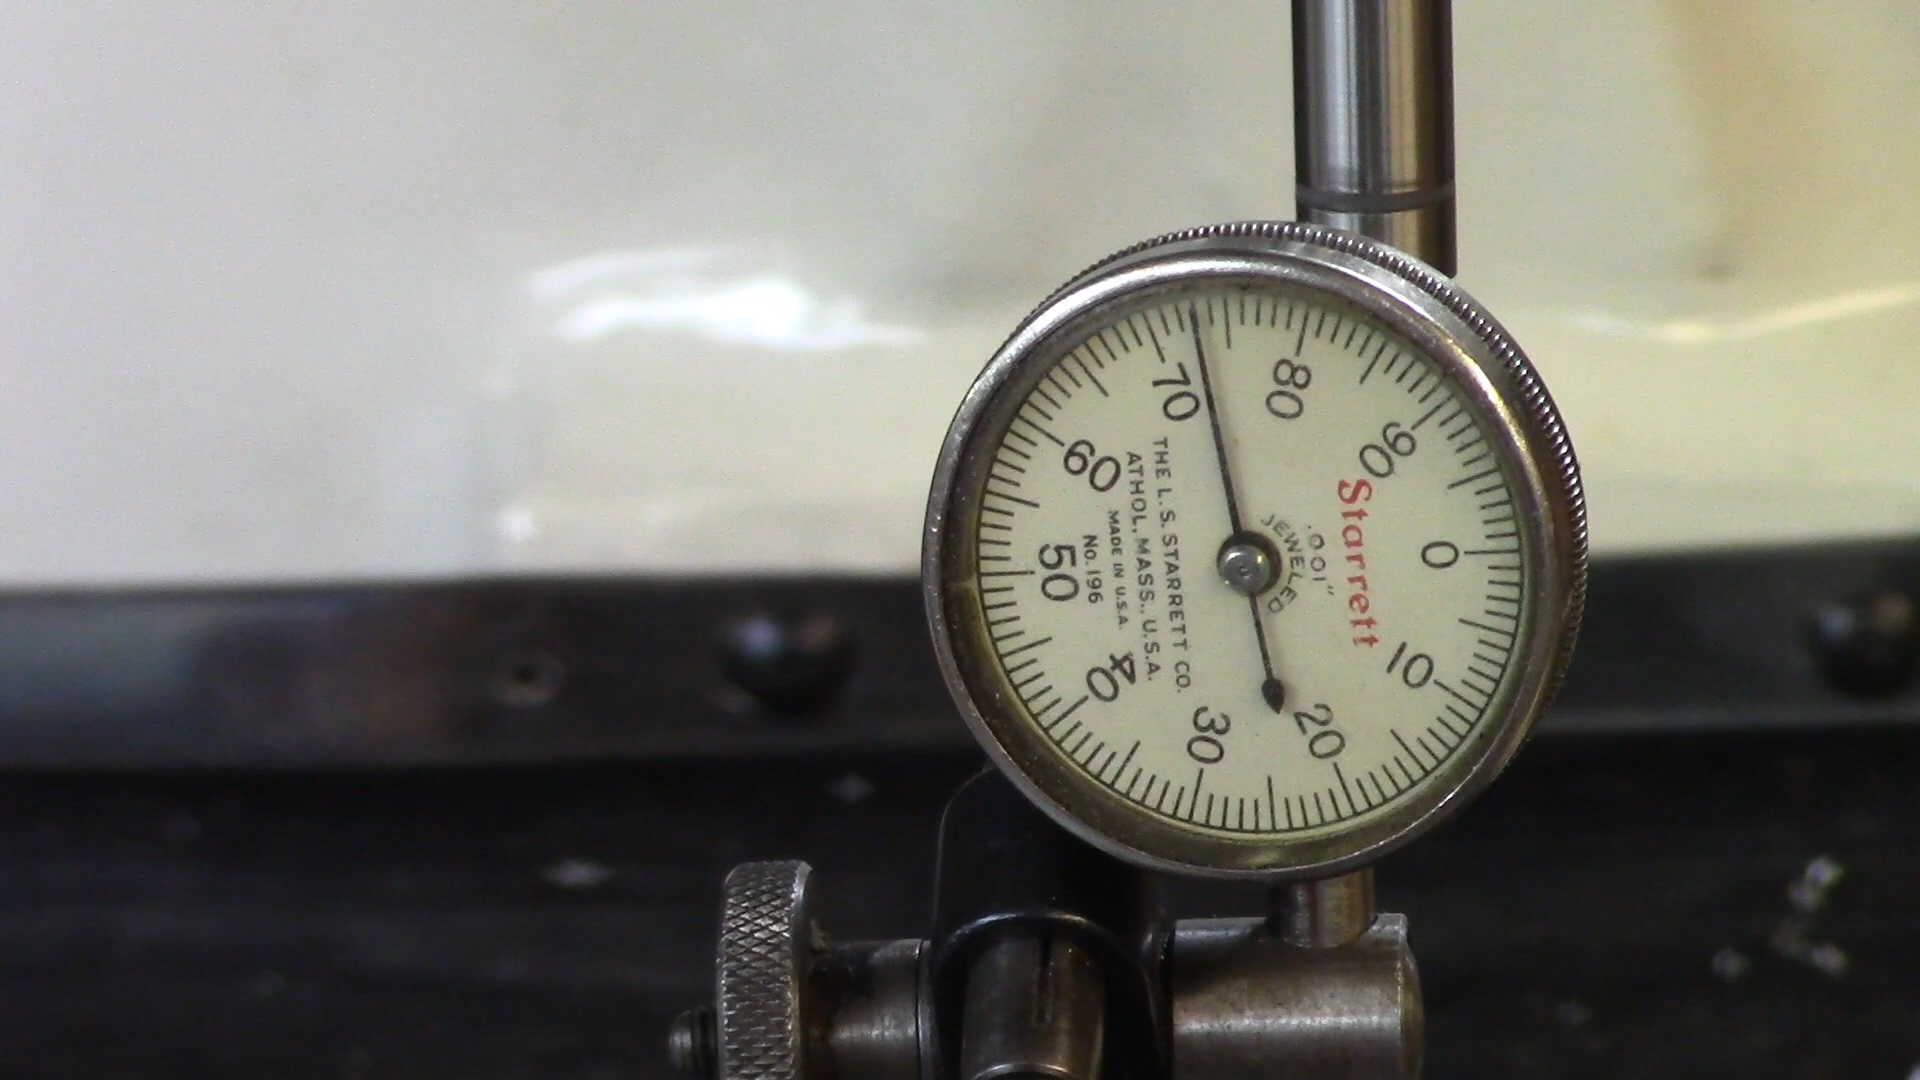 Starrett
.001"
JEWELED
THE L. S. STARRETT CO.
ATHOL, MASS., U.S.A.
MADE IN U.S.A.
No. 196
0
10
20
30
40
50
60
70
80
90